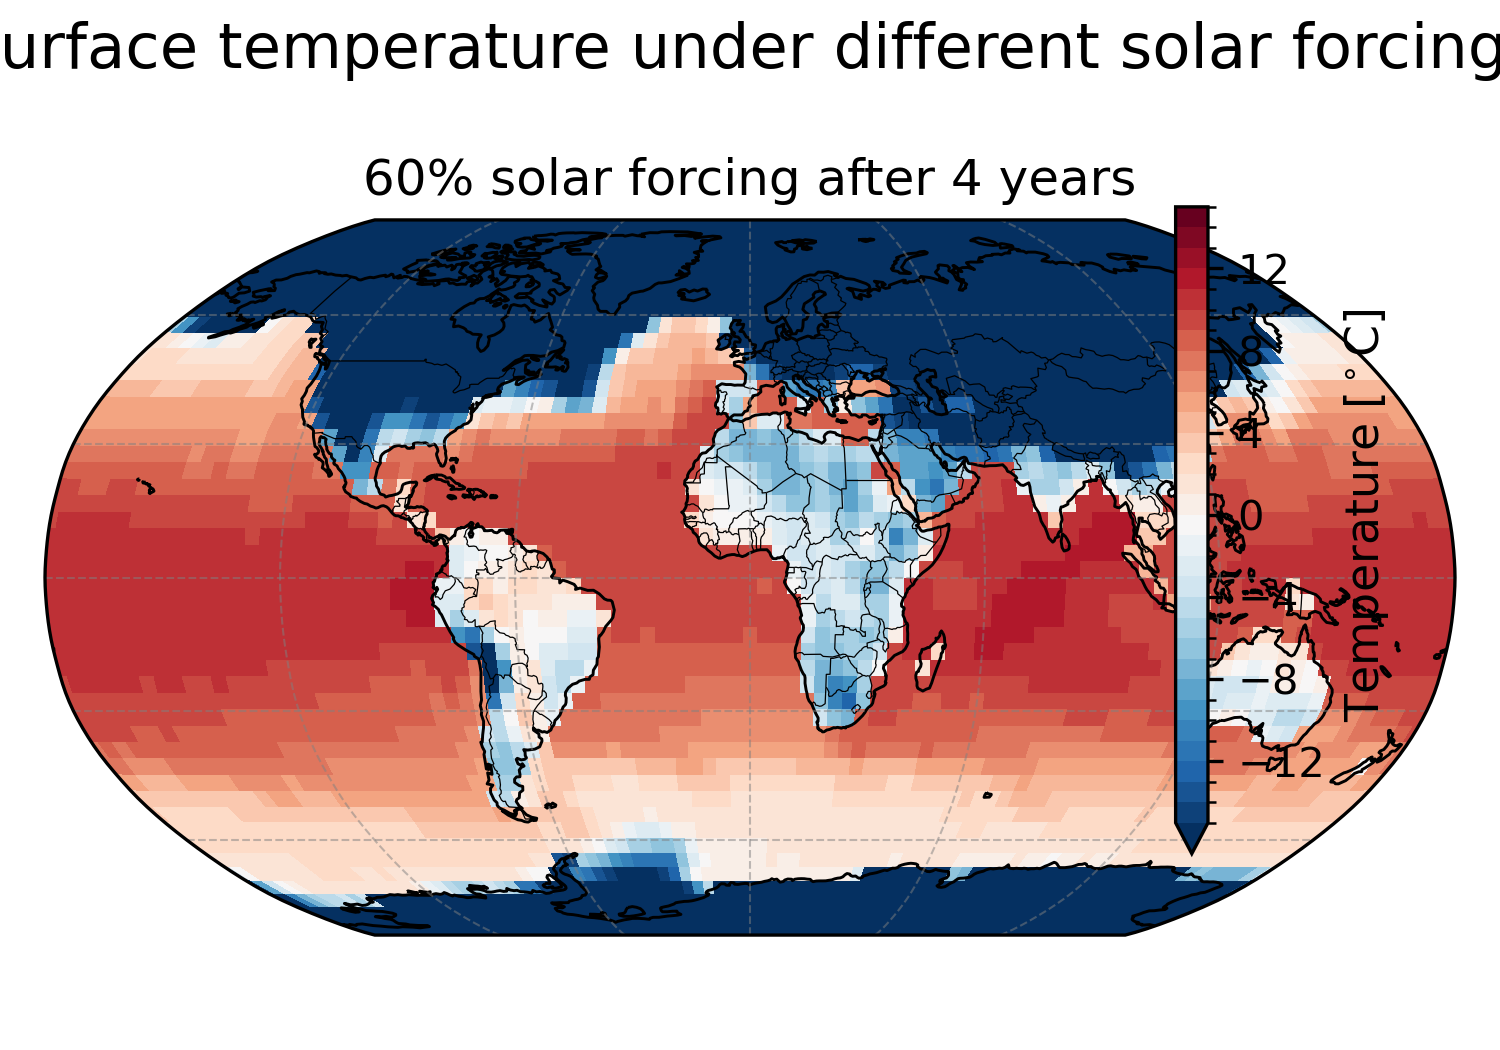 urface temperature under different solar forcing
60% solar forcing after 4 years
12
8
4
0
−4
−8
−12
Temperature [°C]